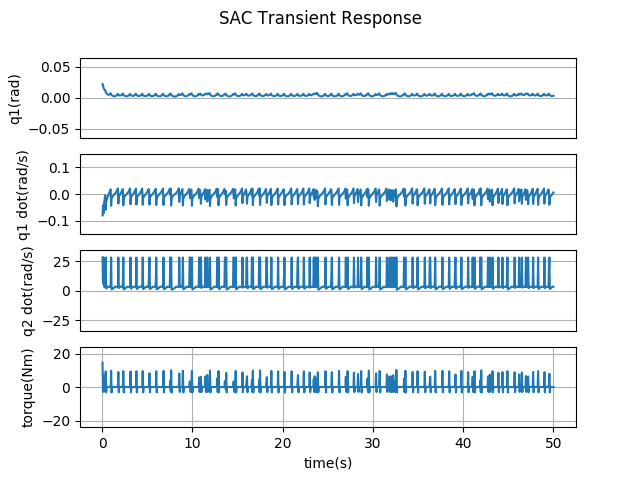 SAC Transient Response
q1(rad)
0.05
0.00
−0.05
q1 dot(rad/s)
0.1
0.0
−0.1
q2 dot(rad/s)
25
0
−25
torque(Nm)
20
0
−20
0 10 20 30 40 50
time(s)